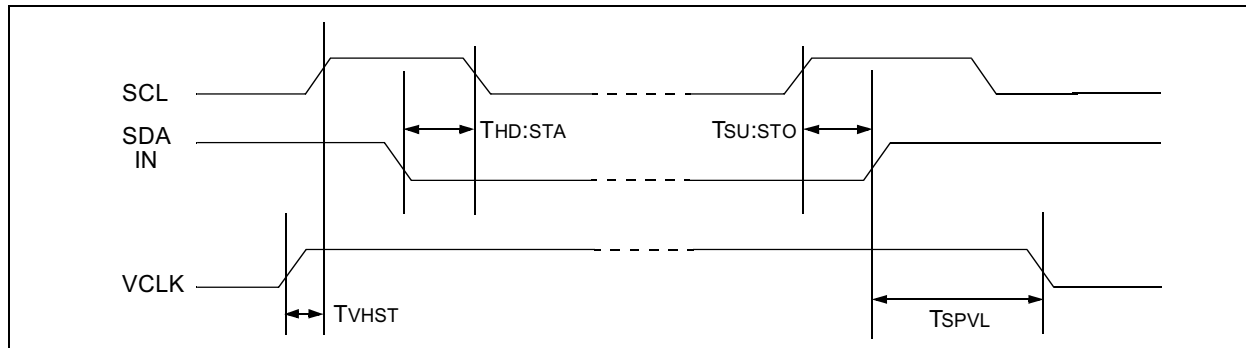 SCL
THD:STA
TSU:STO
SDA
IN
VCLK
TVHST
TSPVL